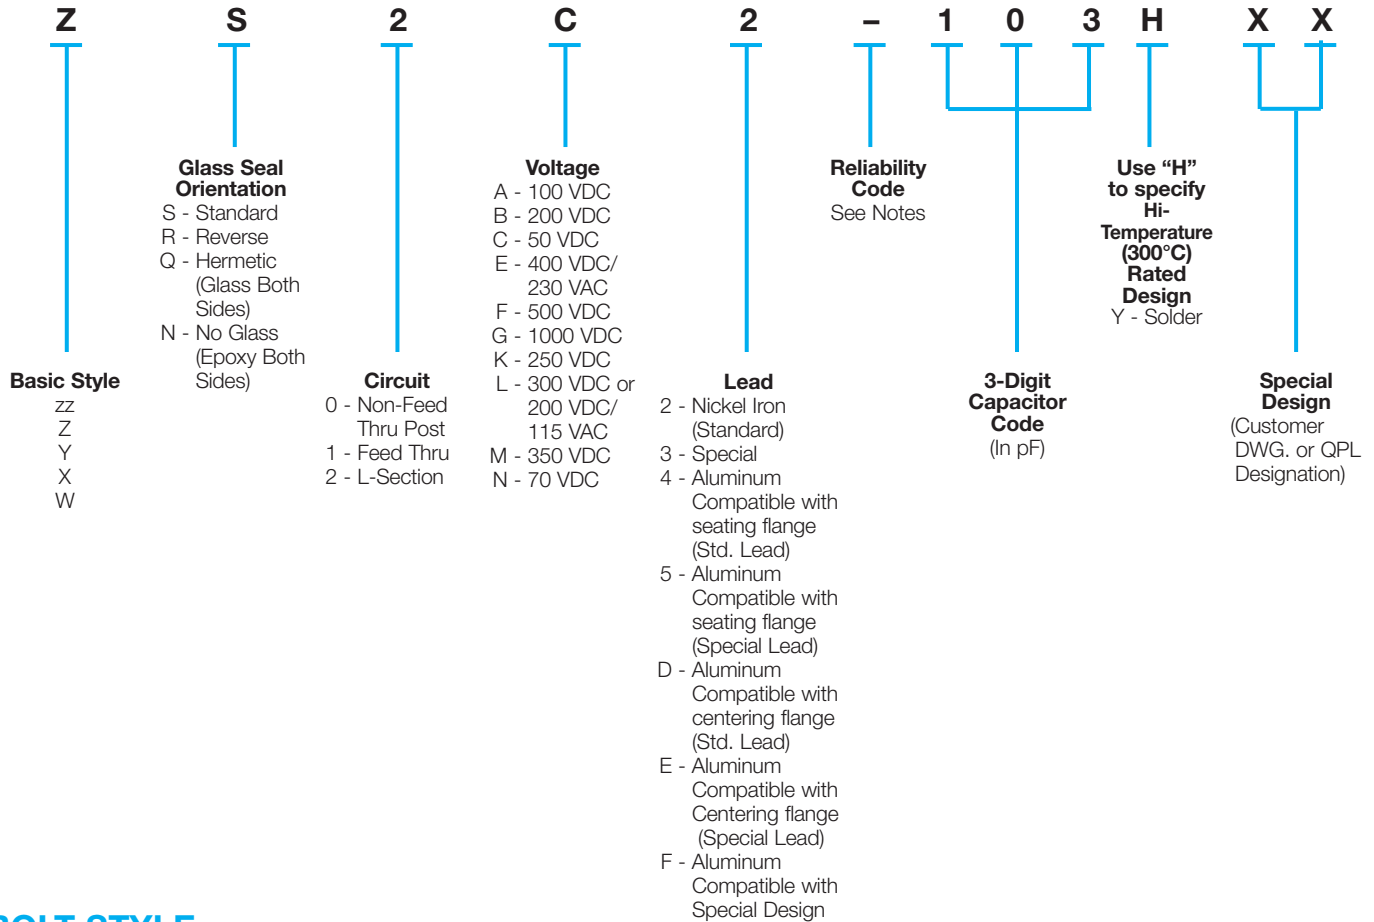 Z S 2 C 2 – 1 0 3 H X X
Glass Seal
Orientation
S - Standard
R - Reverse
Q - Hermetic
(Glass Both
Sides)
N - No Glass
(Epoxy Both
Sides)
Voltage
A - 100 VDC
B - 200 VDC
C - 50 VDC
E - 400 VDC/
230 VAC
F - 500 VDC
G - 1000 VDC
K - 250 VDC
L - 300 VDC or
200 VDC/
115 VAC
M - 350 VDC
N - 70 VDC
Reliability
Code
See Notes
Use “H”
to specify
Hi-
Temperature
(300°C)
Rated
Design
Y - Solder
Basic Style
zz
Z
Y
X
W
Circuit
0 - Non-Feed
Thru Post
1 - Feed Thru
2 - L-Section
Lead
2 - Nickel Iron
(Standard)
3 - Special
4 - Aluminum
Compatible with
seating flange
(Std. Lead)
5 - Aluminum
Compatible with
seating flange
(Special Lead)
D - Aluminum
Compatible with
centering flange
(Std. Lead)
E - Aluminum
Compatible with
Centering flange
(Special Lead)
F - Aluminum
Compatible with
Special Design
3-Digit
Capacitor
Code
(In pF)
Special
Design
(Customer
DWG. or QPL
Designation)
BOLT STYLE